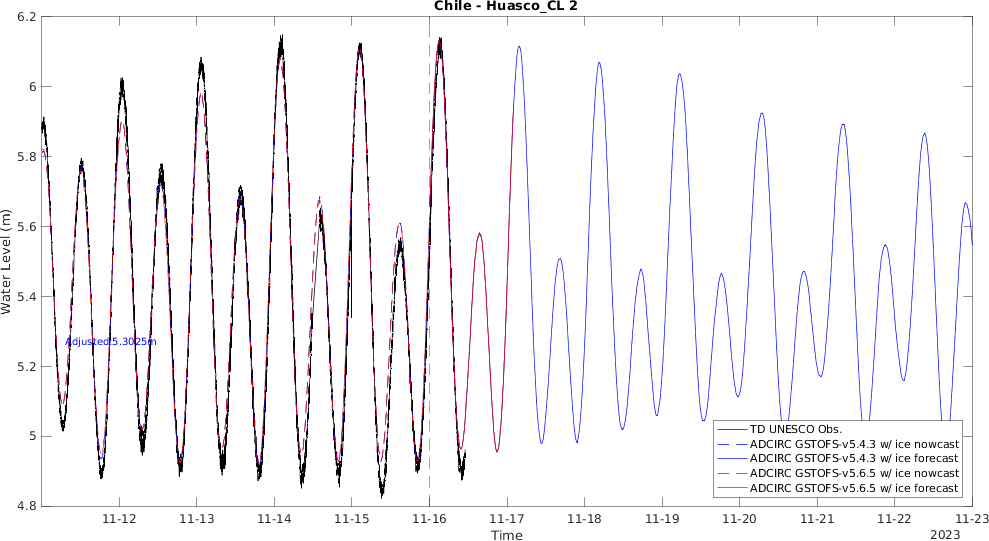 Chile - Huasco_CL 2
6.2
6
5.8
5.6
5.4
5.2
5
4.8
Water Level (m)
Adjusted:5.3025m
TD UNESCO Obs.
ADCIRC GSTOFS-v5.4.3 w/ ice nowcast
ADCIRC GSTOFS-v5.4.3 w/ ice forecast
ADCIRC GSTOFS-v5.6.5 w/ ice nowcast
ADCIRC GSTOFS-v5.6.5 w/ ice forecast
11-12 11-13 11-14 11-15 11-16 11-17 11-18 11-19 11-20 11-21 11-22 11-23
Time
2023